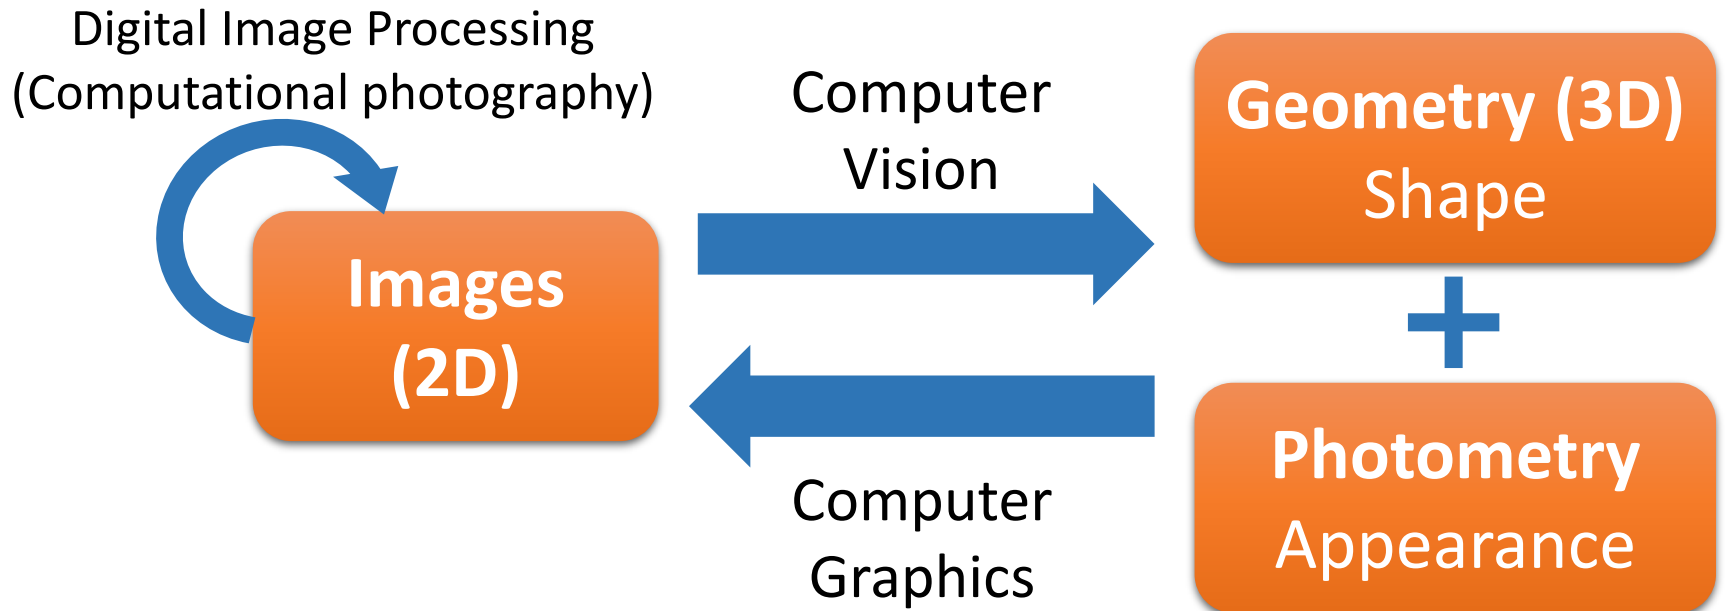 Digital Image Processing
(Computational photography)
Images
(2D)
Computer
Vision
Computer
Graphics
Geometry (3D)
Shape
+
Photometry
Appearance